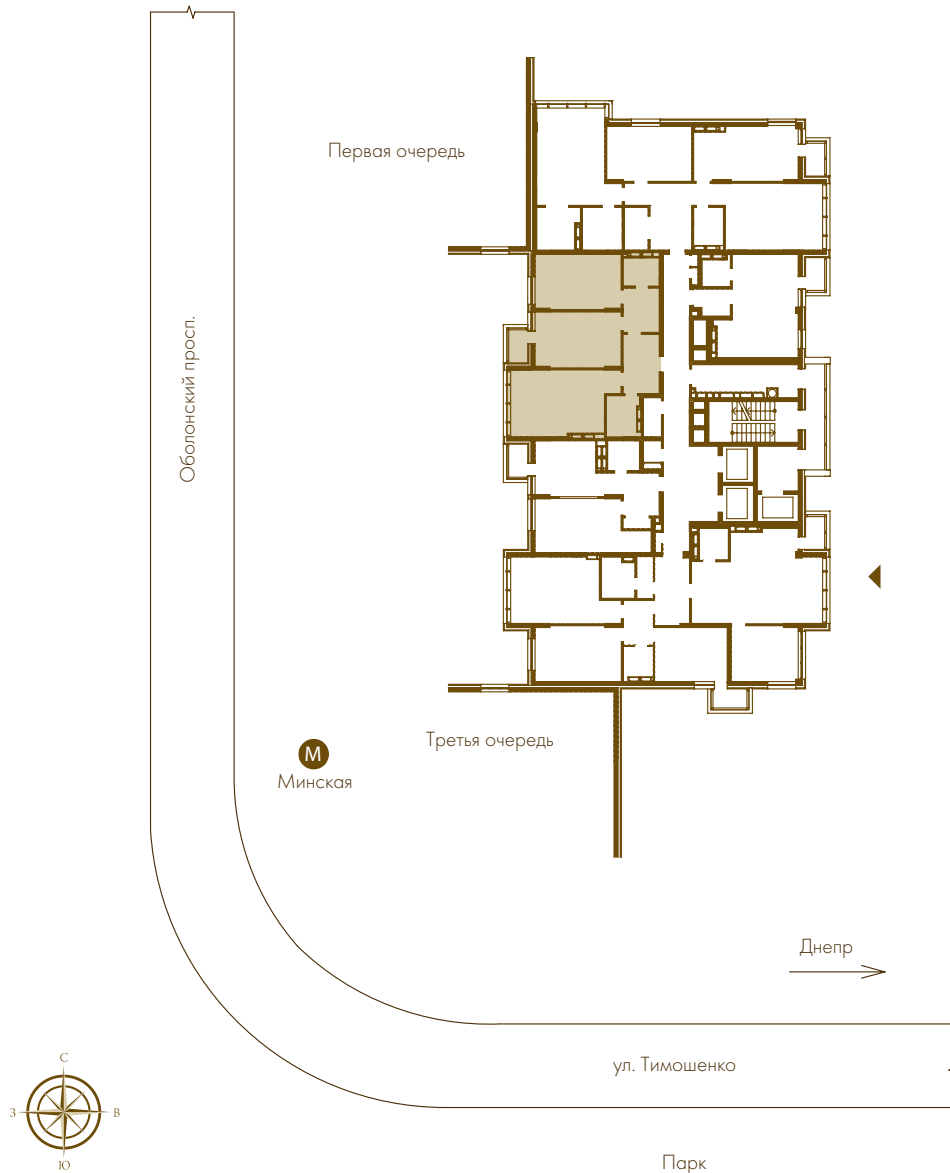 Первая очередь
Оболонский просп.
Третья очередь
М
Минская
Днепр
ул. Тимошенко
С
З
В
Ю
Парк